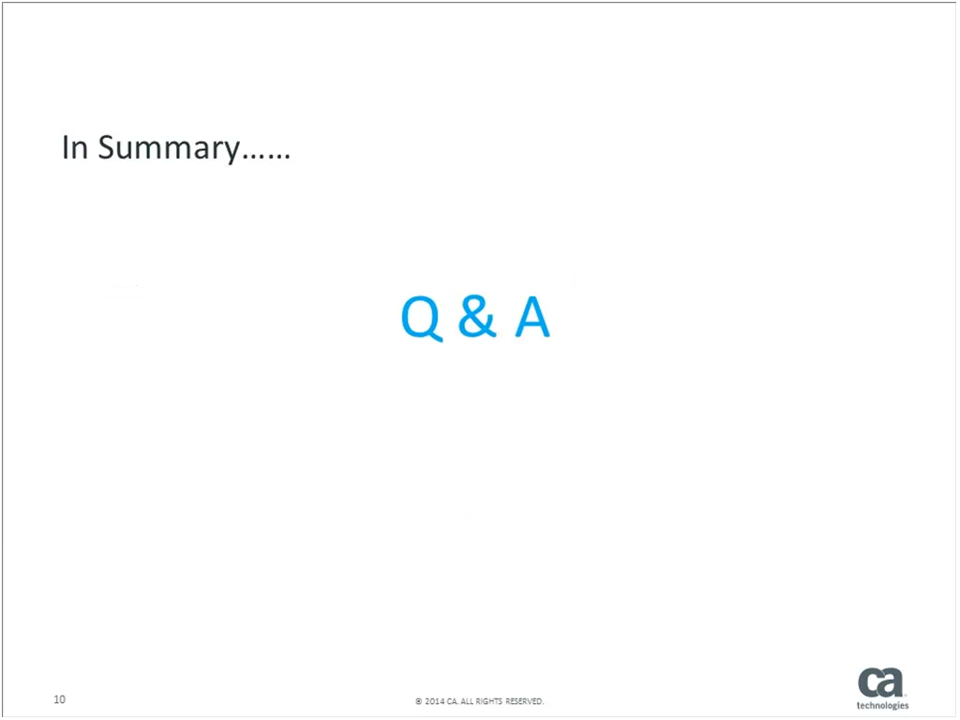 In Summary......
Q & A
10
© 2014 CA. ALL RIGHTS RESERVED.
ca
technologies